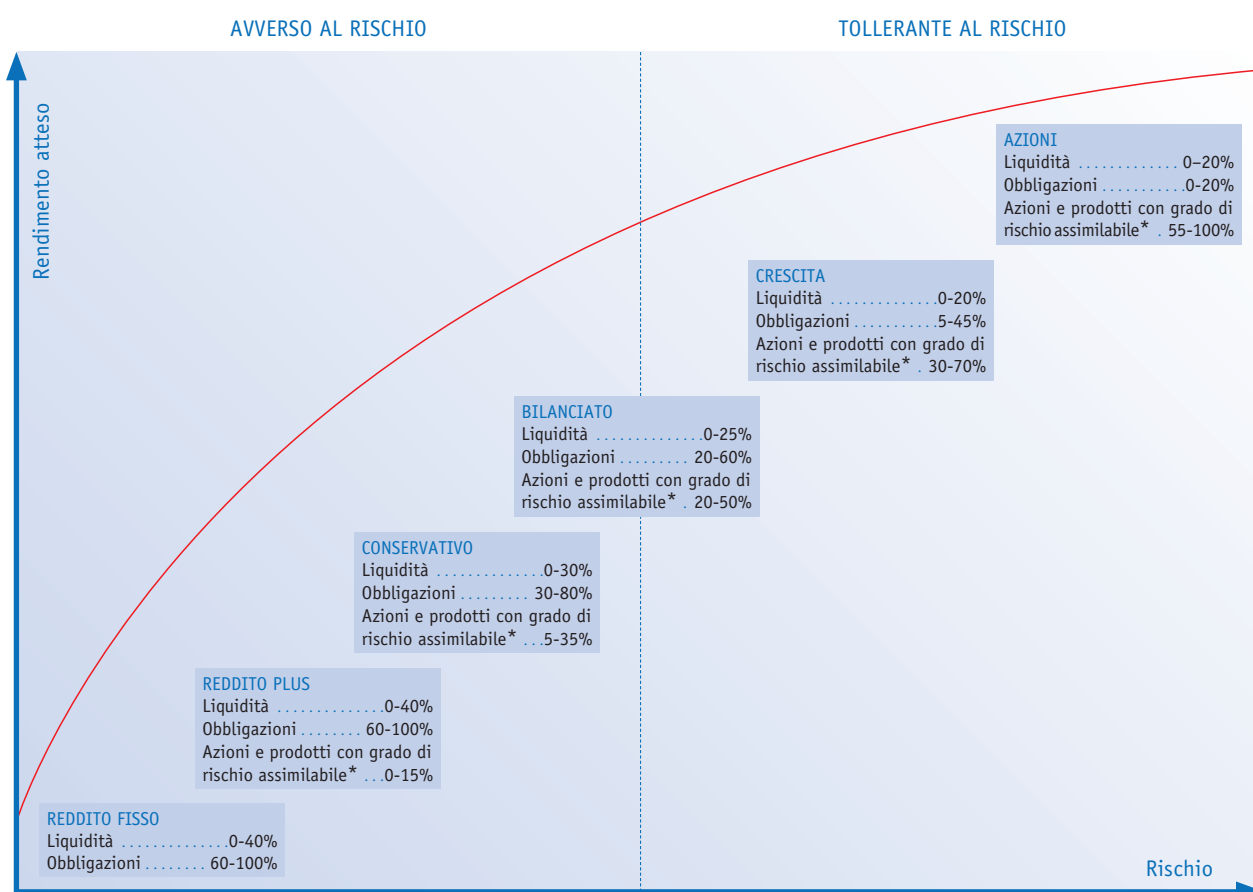 AVVERSO AL RISCHIO
TOLLERANTE AL RISCHIO
Rendimento atteso
AZIONI
Liquidità . . . . . . . . . . . . . 0–20%
Obbligazioni . . . . . . . . . . .0-20%
Azioni e prodotti con grado di
rischio assimilabile* . 55-100%
CRESCITA
Liquidità . . . . . . . . . . . . . .0-20%
Obbligazioni . . . . . . . . . . . 5-45%
Azioni e prodotti con grado di
rischio assimilabile* . 30-70%
BILANCIATO
Liquidità . . . . . . . . . . . . . .0-25%
Obbligazioni . . . . . . . . . 20-60%
Azioni e prodotti con grado di
rischio assimilabile* . 20-50%
CONSERVATIVO
Liquidità . . . . . . . . . . . . . .0-30%
Obbligazioni . . . . . . . . . 30-80%
Azioni e prodotti con grado di
rischio assimilabile* . . .5-35%
REDDITO PLUS
Liquidità . . . . . . . . . . . . . .0-40%
Obbligazioni . . . . . . . . 60-100%
Azioni e prodotti con grado di
rischio assimilabile* . . .0-15%
REDDITO FISSO
Liquidità . . . . . . . . . . . . . .0-40%
Obbligazioni . . . . . . . . 60-100%
Rischio